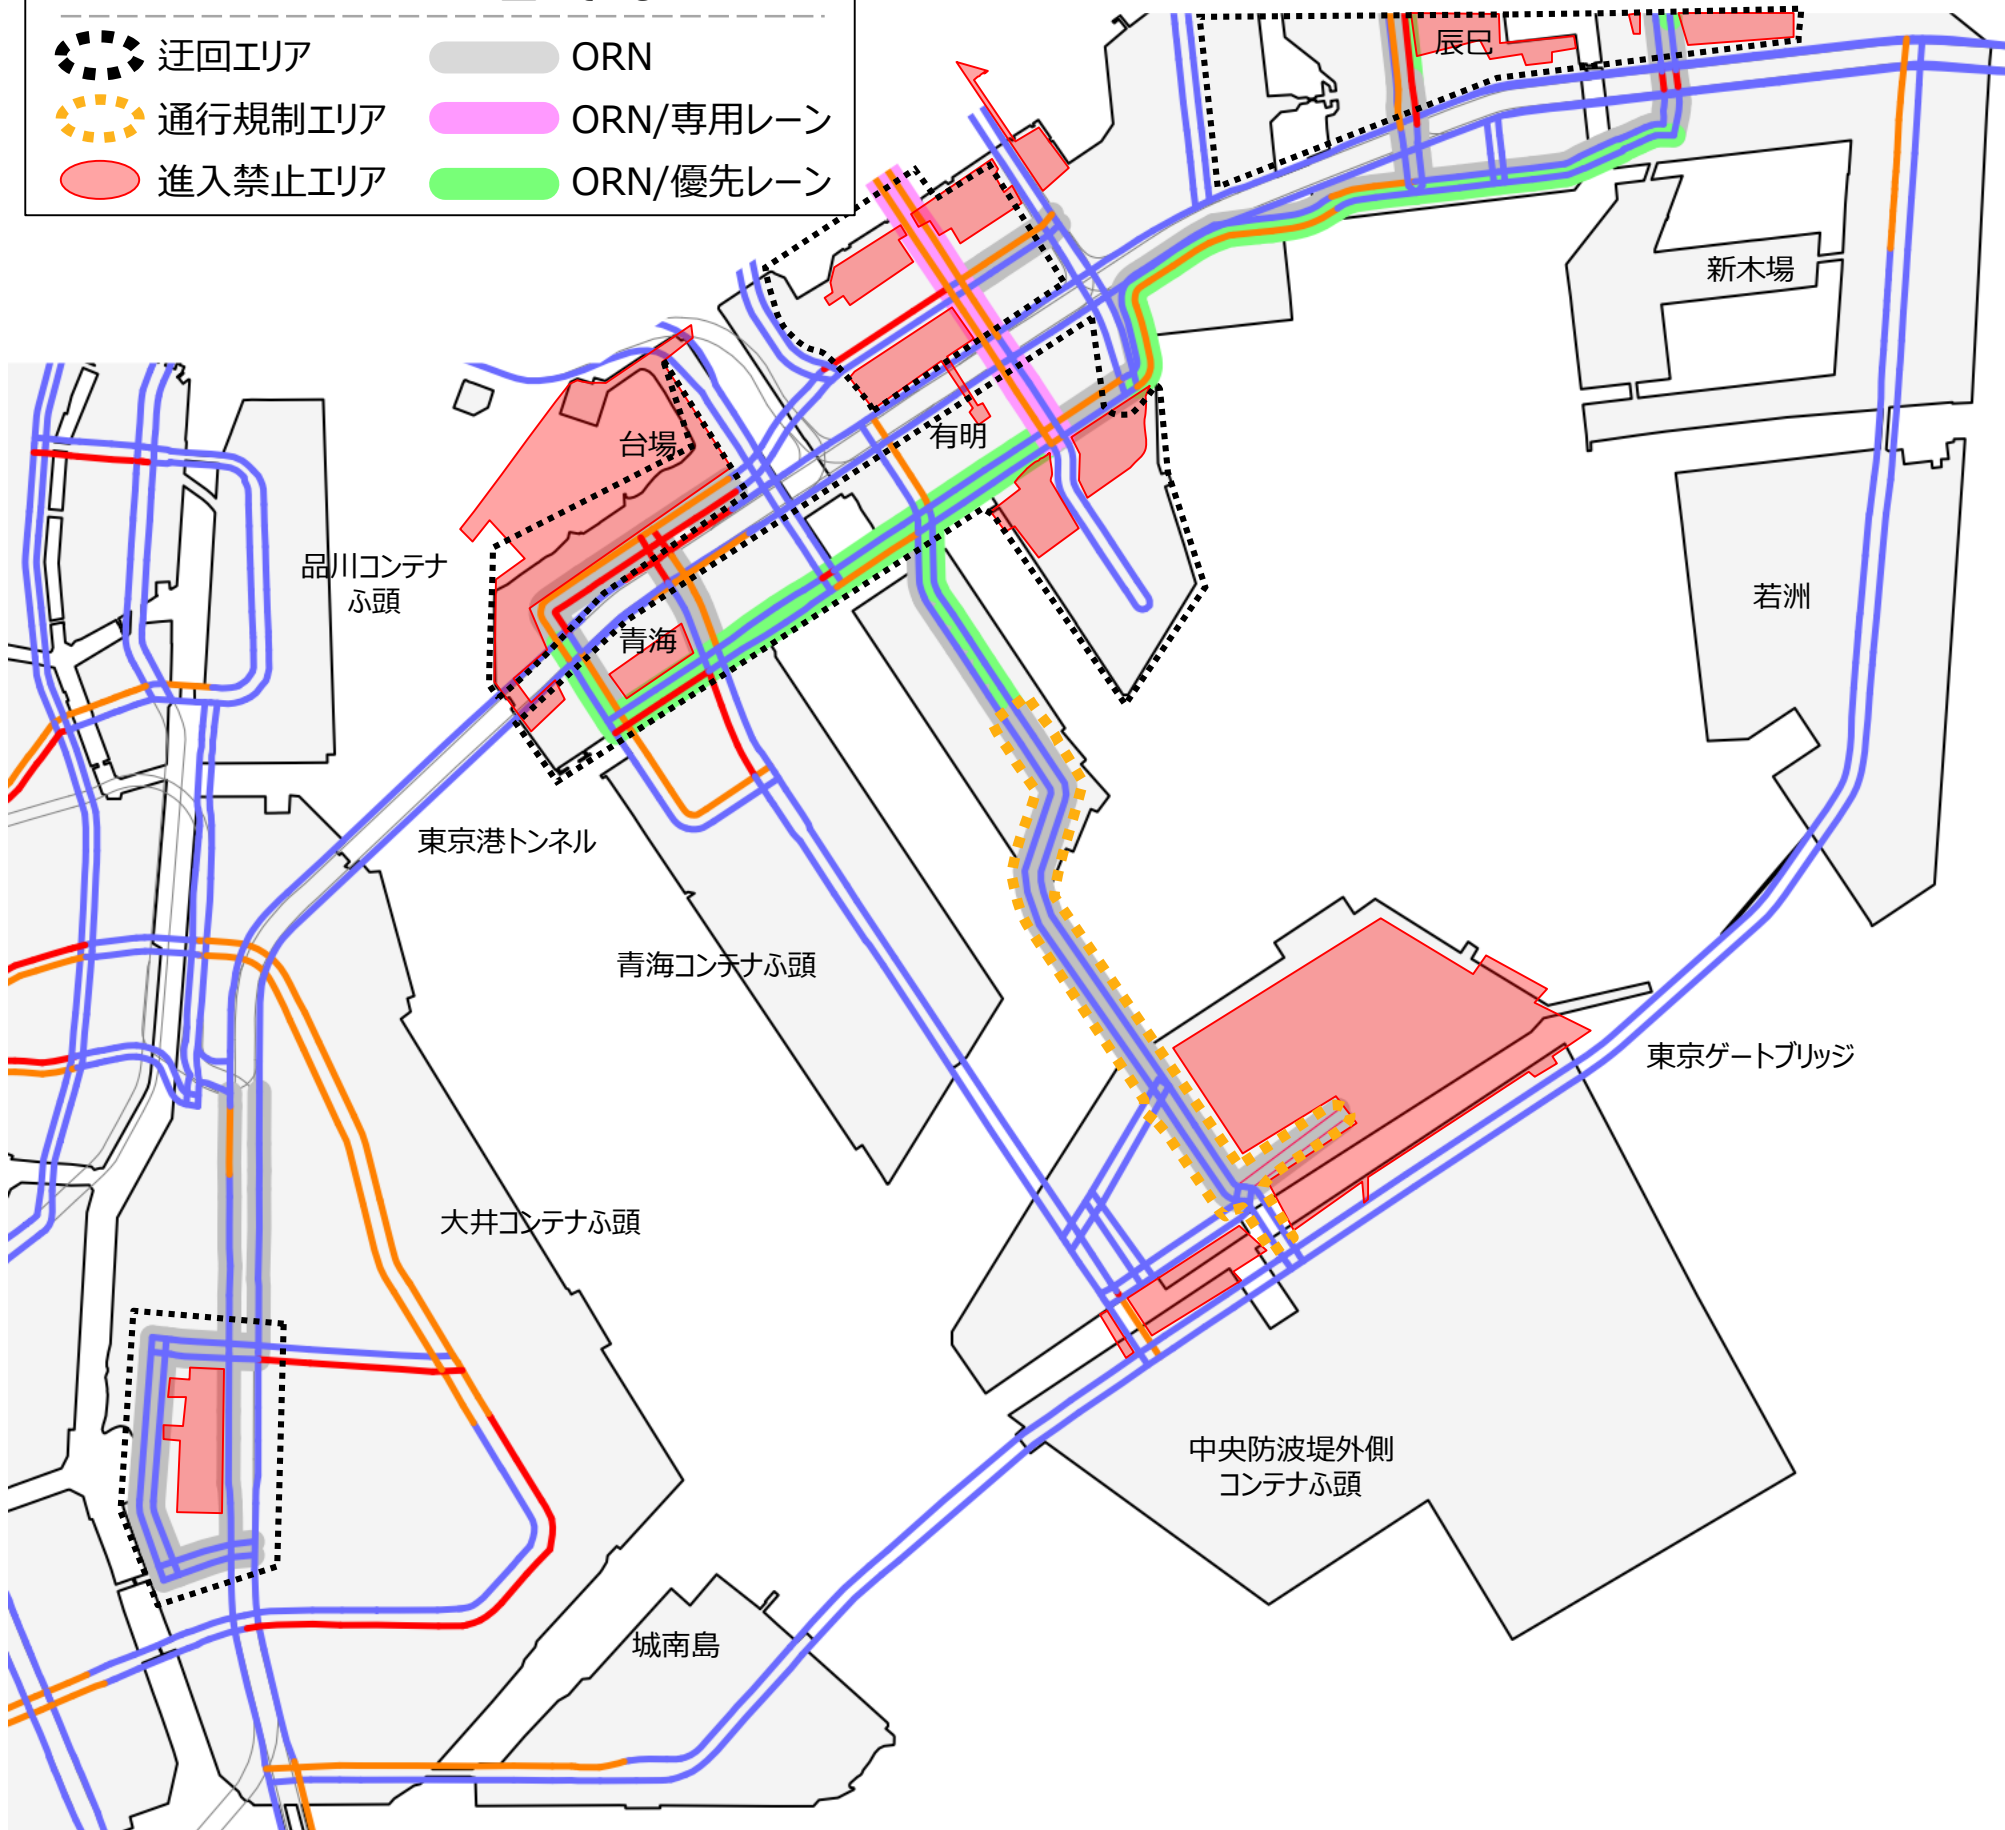 迂回エリア
ORN
通行規制エリア
ORN/専用レーン
進入禁止エリア
ORN/優先レーン
辰巳
新木場
有明
台場
品川コンテナ
ふ頭
青海
若洲
東京港トンネル
青海コンテナふ頭
東京ゲートブリッジ
大井コンテナふ頭
中央防波堤外側
コンテナふ頭
城南島